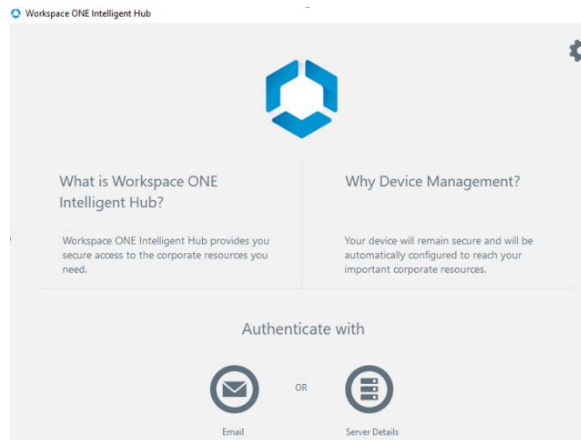 Workspace ONE Intelligent Hub
What is Workspace ONE
Intelligent Hub?
Workspace ONE Intelligent Hub provides you
secure access to the corporate resources you
need.
Why Device Management?
Your device will remain secure and will be
automatically configured to reach your
important corporate resources.
Authenticate with
OR
Email
Server Details